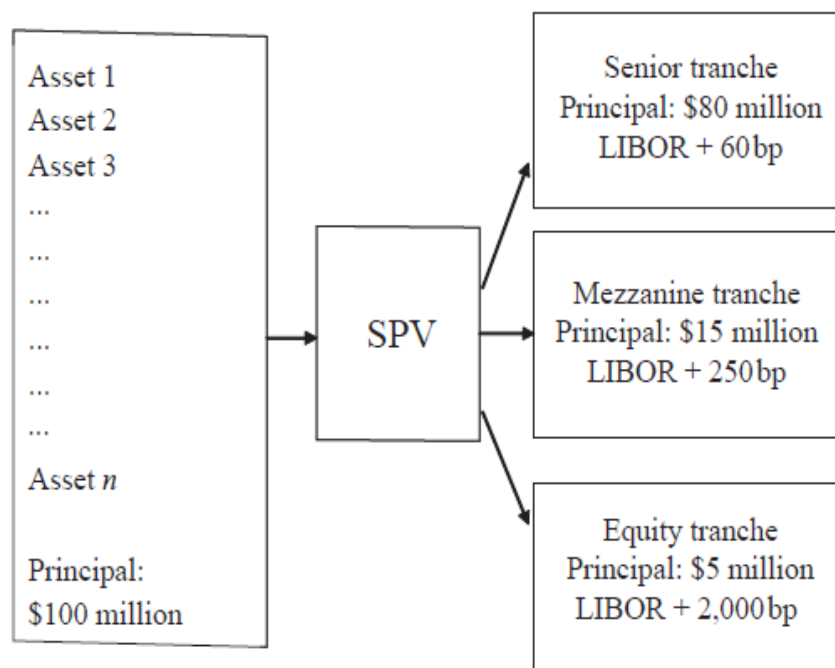 Asset 1
Asset 2
Asset 3
...
...
...
...
...
...
Asset n
Principal:
$100 million
SPV
Senior tranche
Principal: $80 million
LIBOR + 60bp
Mezzanine tranche
Principal: $15 million
LIBOR + 250bp
Equity tranche
Principal: $5 million
LIBOR + 2,000bp